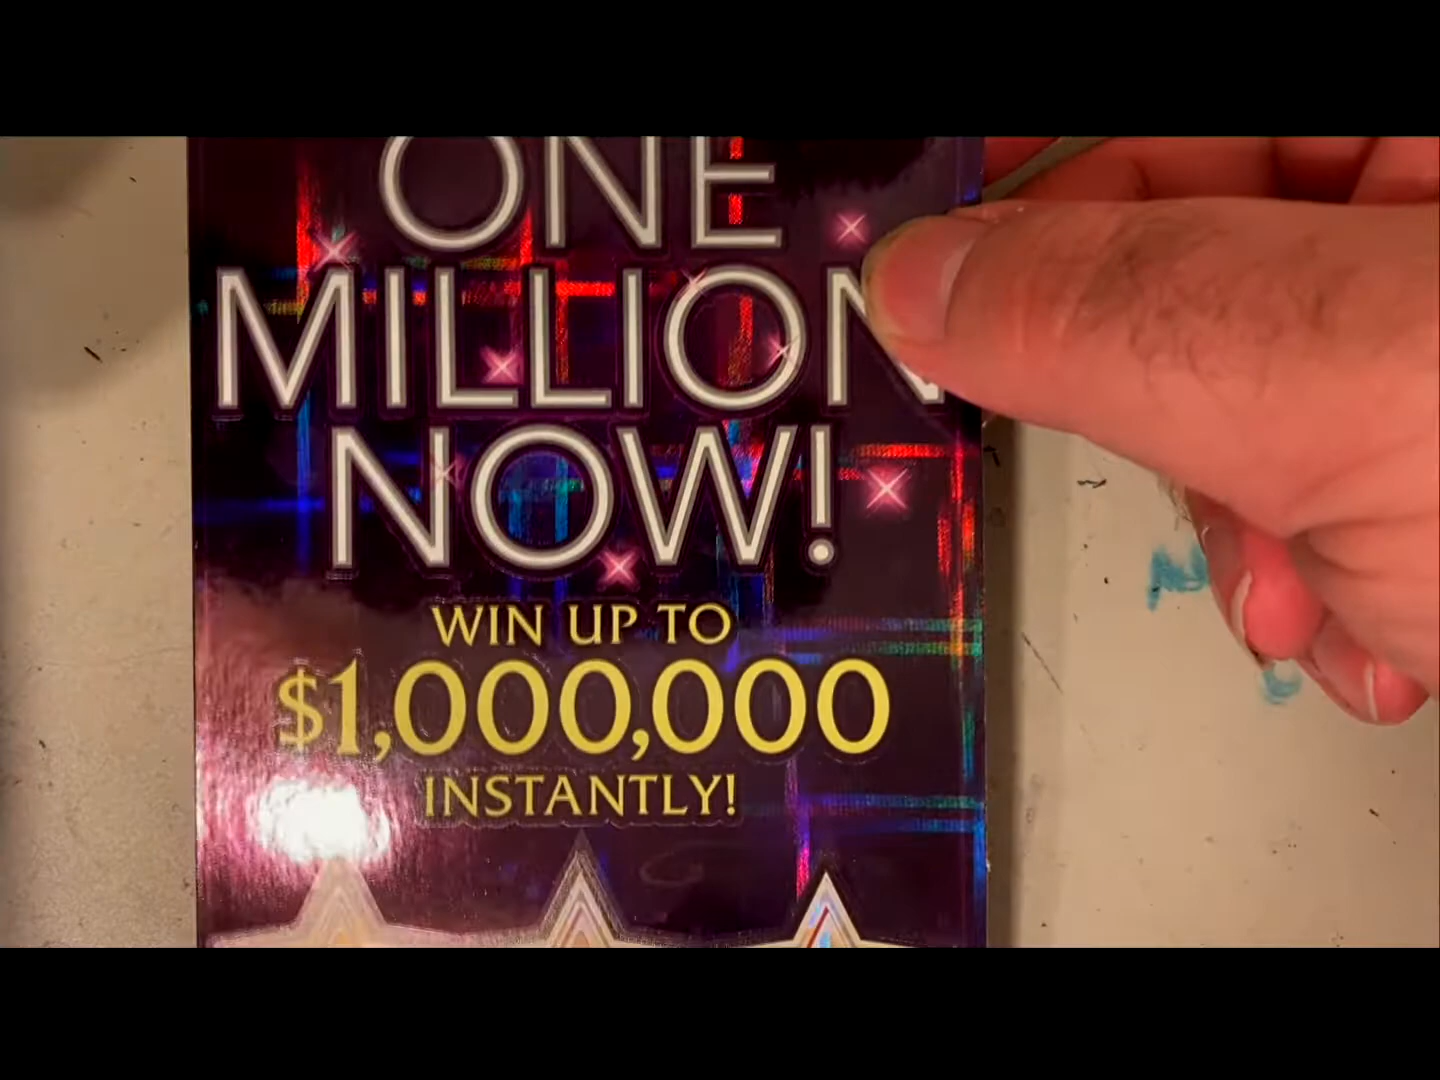 ONE
MILLION
NOW!
WIN UP TO
$1,000,000
INSTANTLY!